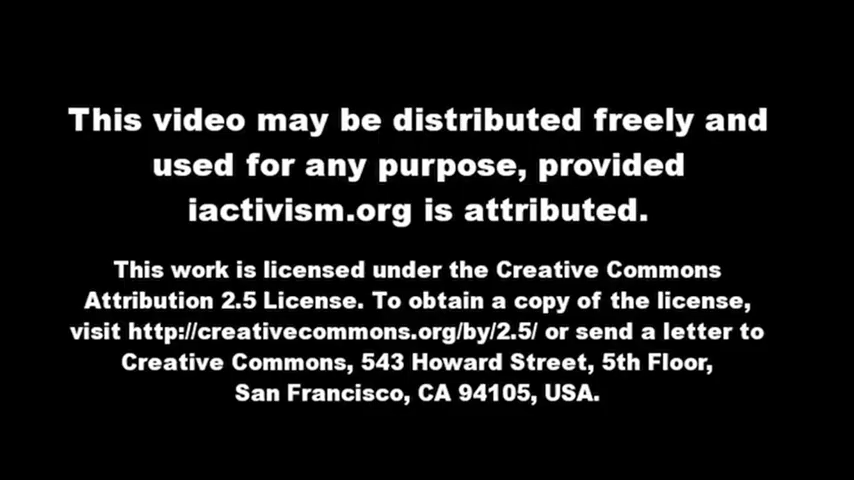 This video may be distributed freely and
used for any purpose, provided
iactivism.org is attributed.
This work is licensed under the Creative Commons
Attribution 2.5 License. To obtain a copy of the license,
visit http://creativecommons.org/by/2.5/ or send a letter to
Creative Commons, 543 Howard Street, 5th Floor,
San Francisco, CA 94105, USA.